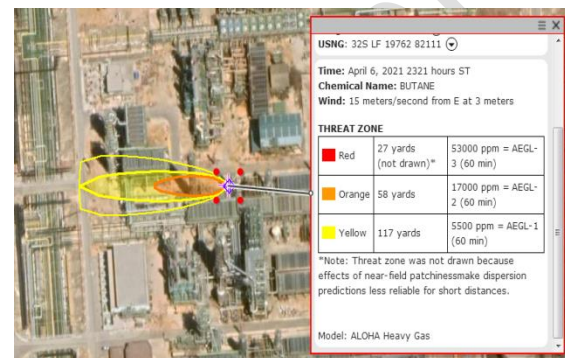 USNG: 32S LF 19762 82111
Time: April 6, 2021 2321 hours ST
Chemical Name: BUTANE
Wind: 15 meters/second from E at 3 meters
THREAT ZONE
Red
27 yards
(not drawn)*
53000 ppm = AEGL-
3 (60 min)
Orange
58 yards
17000 ppm = AEGL-
2 (60 min)
Yellow
117 yards
5500 ppm = AEGL-1
(60 min)
*Note: Threat zone was not drawn because
effects of near-field patchinessmake dispersion
predictions less reliable for short distances.
Model: ALOHA Heavy Gas